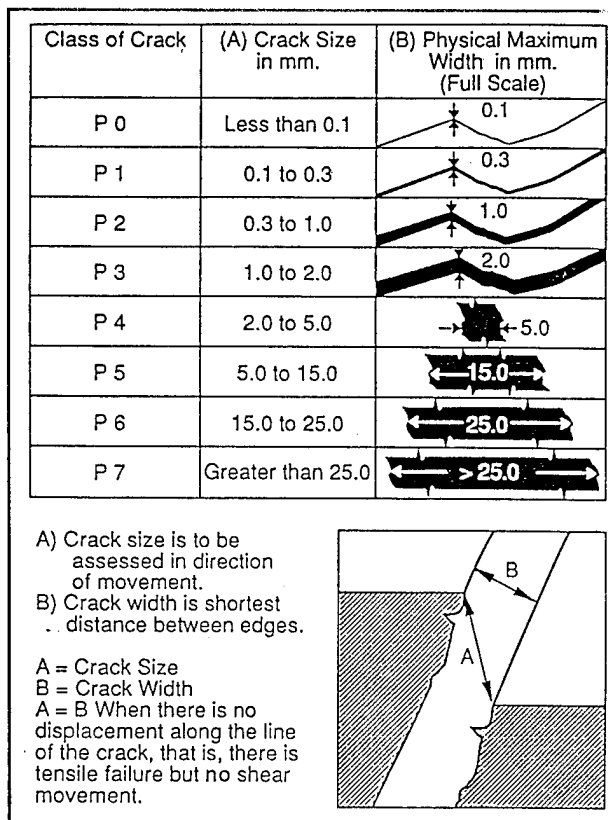 Class of Crack (A) Crack Size in mm. (B) Physical Maximum Width in mm. (Full Scale)
P 0 Less than 0.1 0.1
P 1 0.1 to 0.3 0.3
P 2 0.3 to 1.0 1.0
P 3 1.0 to 2.0 2.0
P 4 2.0 to 5.0 5.0
P 5 5.0 to 15.0 15.0
P 6 15.0 to 25.0 25.0
P 7 Greater than 25.0 > 25.0
A) Crack size is to be
assessed in direction
of movement.
B) Crack width is shortest
distance between edges.
A = Crack Size
B = Crack Width
A = B When there is no
displacement along the line
of the crack, that is, there is
tensile failure but no shear
movement.
B
A